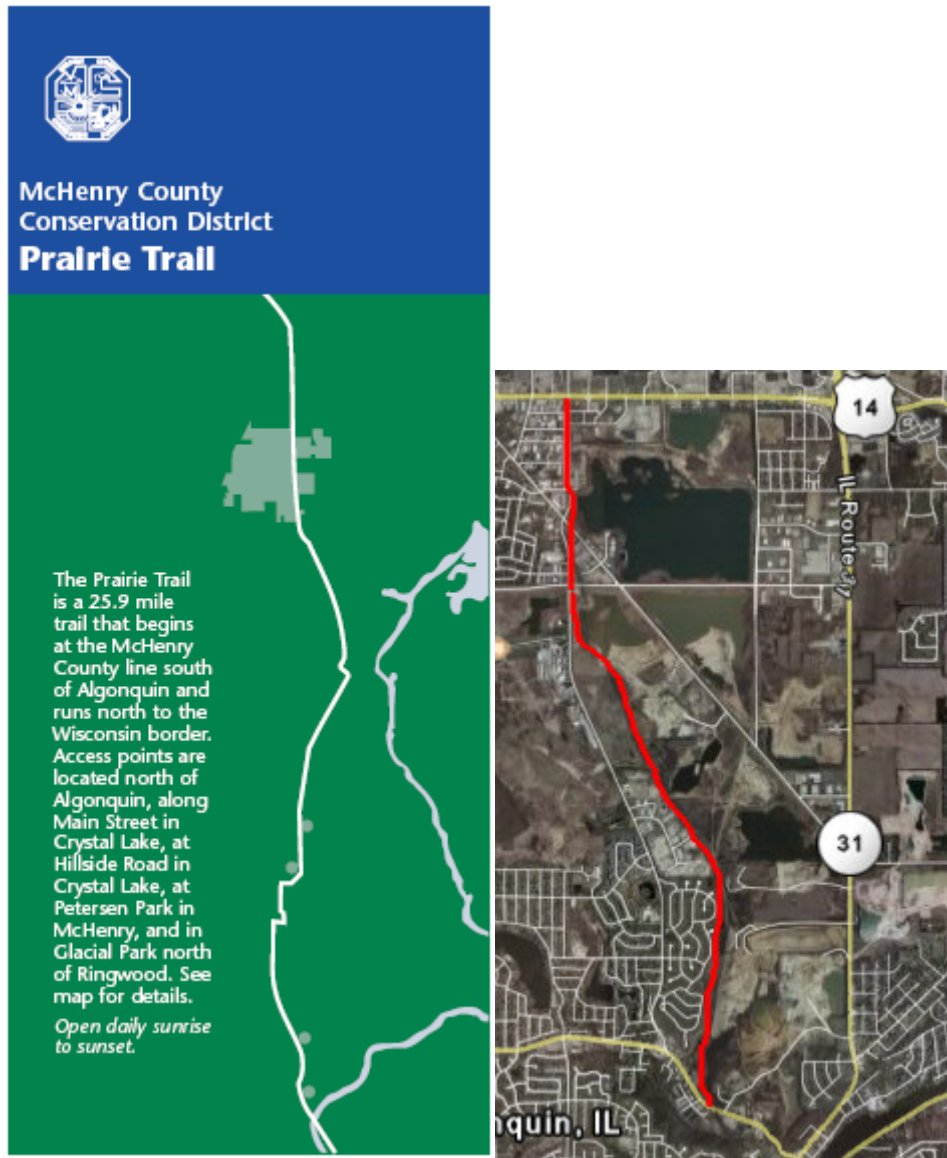 McHenry County
Conservation District
Prairie Trail
The Prairie Trail
is a 25.9 mile
trail that begins
at the McHenry
County line south
of Algonquin and
runs north to the
Wisconsin border.
Access points are
located north of
Algonquin, along
Main Street in
Crystal Lake, at
Hillside Road in
Crystal Lake, at
Petersen Park in
McHenry, and in
Glacial Park north
of Ringwood. See
map for details.
Open daily sunrise
to sunset.
14
IL Route 31
31
nquin, IL